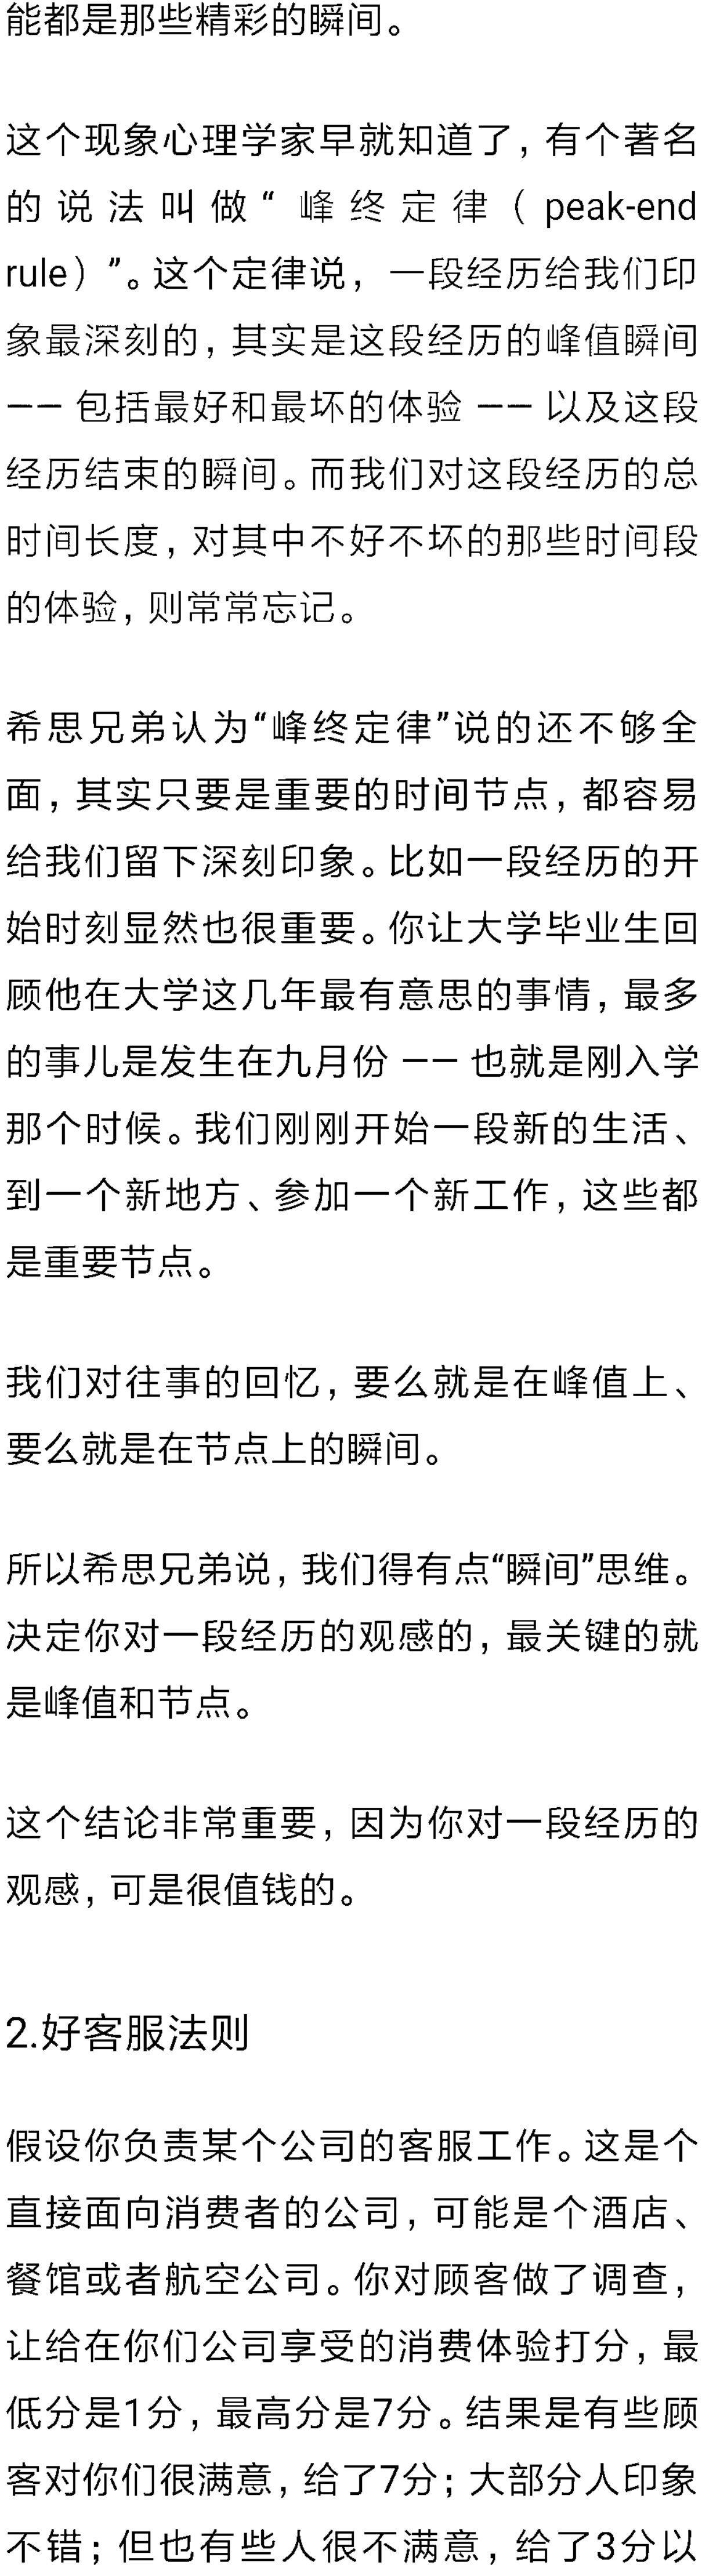 能都是那些精彩的瞬间。
这个现象心理学家早就知道了，有个著名
的说法叫做“ 峰终定律（ peak-end
rule）”。这个定律说，一段经历给我们印
象最深刻的，其实是这段经历的峰值瞬间
—— 包括最好和最坏的体验 —— 以及这段
经历结束的瞬间。而我们对这段经历的总
时间长度，对其中不好不坏的那些时间段
的体验，则常常忘记。
希思兄弟认为“峰终定律”说的还不够全
面，其实只要是重要的时间节点，都容易
给我们留下深刻印象。比如一段经历的开
始时刻显然也很重要。你让大学毕业生回
顾他在大学这几年最有意思的事情，最多
的事儿是发生在九月份 —— 也就是刚入学
那个时候。我们刚刚开始一段新的生活、
到一个新地方、参加一个新工作，这些都
是重要节点。
我们对往事的回忆，要么就是在峰值上、
要么就是在节点上的瞬间。
所以希思兄弟说，我们得有点“瞬间”思维。
决定你对一段经历的观感的，最关键的就
是峰值和节点。
这个结论非常重要，因为你对一段经历的
观感，可是很值钱的。
2.好客服法则
假设你负责某个公司的客服工作。这是个
直接面向消费者的公司，可能是个酒店、
餐馆或者航空公司。你对顾客做了调查，
让给在你们公司享受的消费体验打分，最
低分是1分，最高分是7分。结果是有些顾
客对你们很满意，给了7分；大部分人印象
不错；但也有些人很不满意，给了3分以